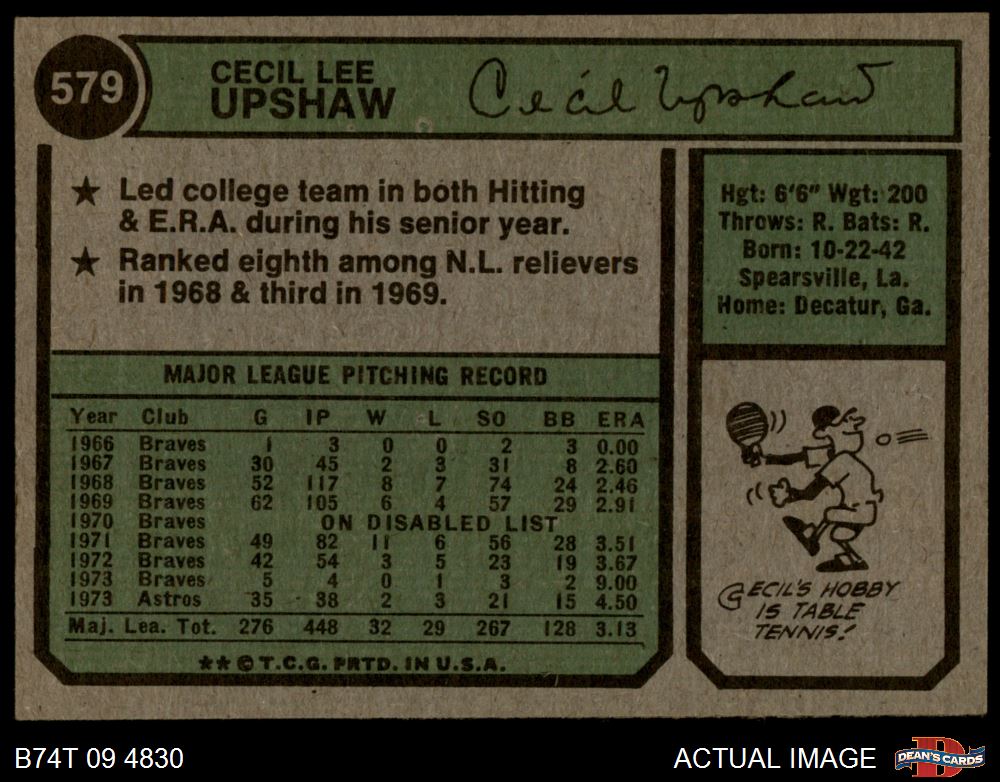 579
CECIL LEE
UPSHAW
Cecil Upshaw
★ Led college team in both Hitting
& E.R.A. during his senior year.
★ Ranked eighth among N.L. relievers
in 1968 & third in 1969.
Hgt: 6'6" Wgt: 200
Throws: R. Bats: R.
Born: 10-22-42
Spearsville, La.
Home: Decatur, Ga.
MAJOR LEAGUE PITCHING RECORD
Year Club G IP W L SO BB ERA
1966 Braves 1 3 0 0 2 3 0.00
1967 Braves 30 45 2 3 31 8 2.60
1968 Braves 52 117 8 7 74 24 2.46
1969 Braves 62 105 6 4 57 29 2.91
1970 Braves ON DISABLED LIST
1971 Braves 49 82 11 6 56 28 3.51
1972 Braves 42 54 3 5 23 19 3.67
1973 Braves 5 4 0 1 3 2 9.00
1973 Astros 35 38 2 3 21 15 4.50
Maj. Lea. Tot. 276 448 32 29 267 128 3.13
★★ © T.C.G. PRTD. IN U.S.A.
CECIL'S HOBBY
IS TABLE
TENNIS!
B74T 09 4830
ACTUAL IMAGE
D
DEAN'S CARDS